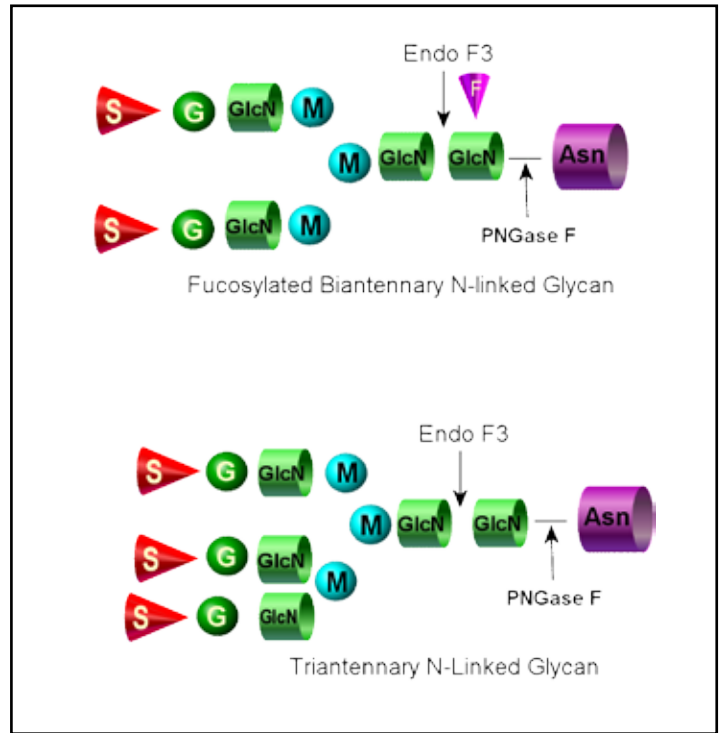 Endo F3
F
S G GlcN M
M GlcN GlcN Asn
S G GlcN M
PNGase F
Fucosylated Biantennary N-linked Glycan
Endo F3
S G GlcN M
M GlcN GlcN Asn
S G GlcN M
S G GlcN
PNGase F
Triantennary N-Linked Glycan